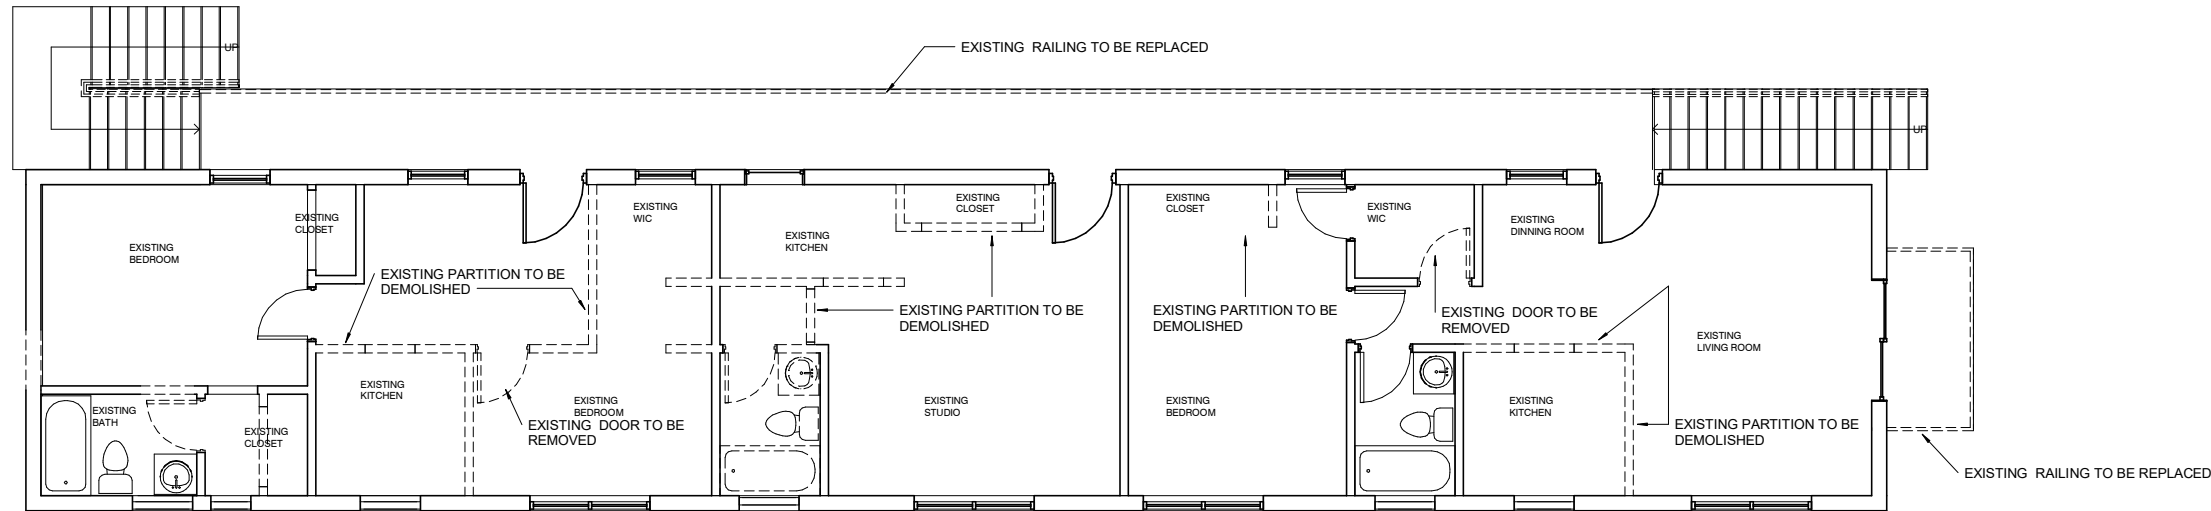 UP
EXISTING  RAILING TO BE REPLACED
UP
EXISTING
BEDROOM
EXISTING
CLOSET
EXISTING PARTITION TO BE
DEMOLISHED
EXISTING
WIC
EXISTING
KITCHEN
EXISTING
CLOSET
EXISTING PARTITION TO BE
DEMOLISHED
EXISTING
CLOSET
EXISTING PARTITION TO BE
DEMOLISHED
EXISTING
WIC
EXISTING  DOOR TO BE
REMOVED
EXISTING
DINNING ROOM
EXISTING
LIVING ROOM
EXISTING
BATH
EXISTING
CLOSET
EXISTING
KITCHEN
EXISTING
BEDROOM
EXISTING  DOOR TO BE
REMOVED
EXISTING
STUDIO
EXISTING
BEDROOM
EXISTING
KITCHEN
EXISTING PARTITION TO BE
DEMOLISHED
EXISTING  RAILING TO BE REPLACED